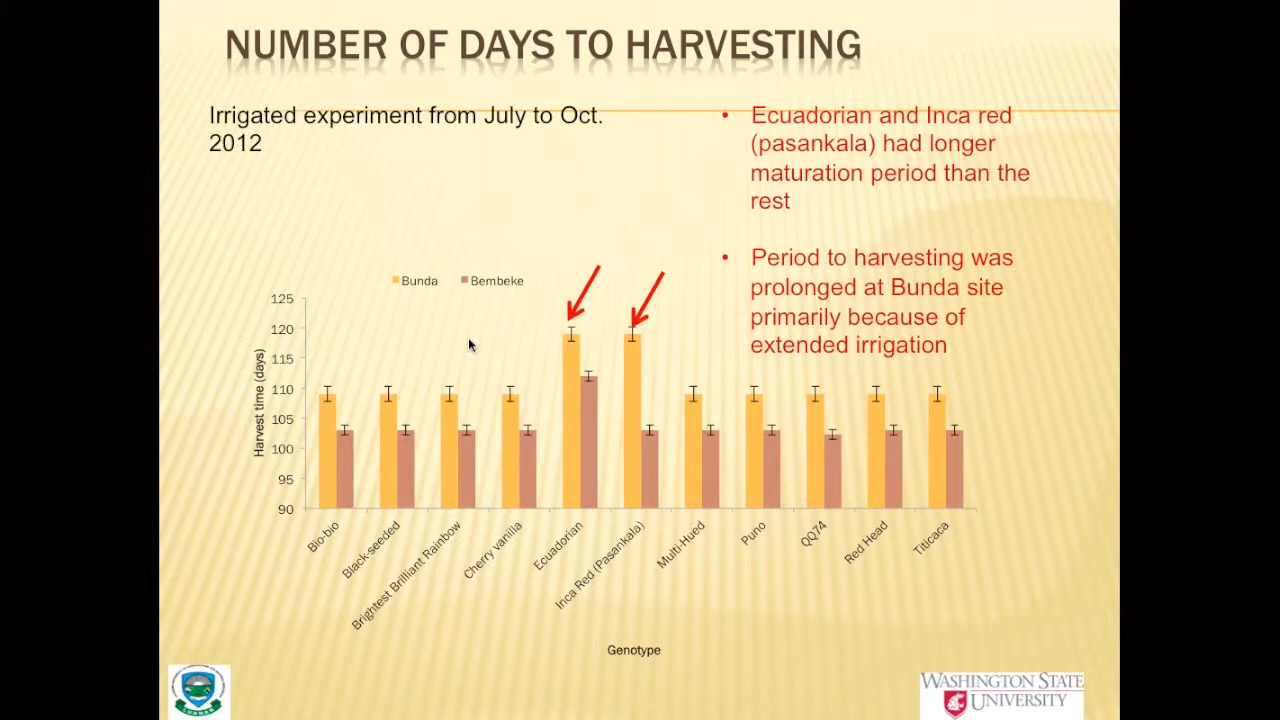 NUMBER OF DAYS TO HARVESTING
Irrigated experiment from July to Oct.
2012
• Ecuadorian and Inca red
(pasankala) had longer
maturation period than the
rest
• Period to harvesting was
prolonged at Bunda site
primarily because of
extended irrigation
Bunda
Bembeke
Harvest time (days)
125
120
115
110
105
100
95
90
Bio-bio
Black-seeded
Brightest Brilliant Rainbow
Cherry vanilla
Ecuadorian
Inca Red (Pasankala)
Multi-Hued
Puno
QQ74
Red Head
Titicaca
Genotype
WASHINGTON STATE
UNIVERSITY